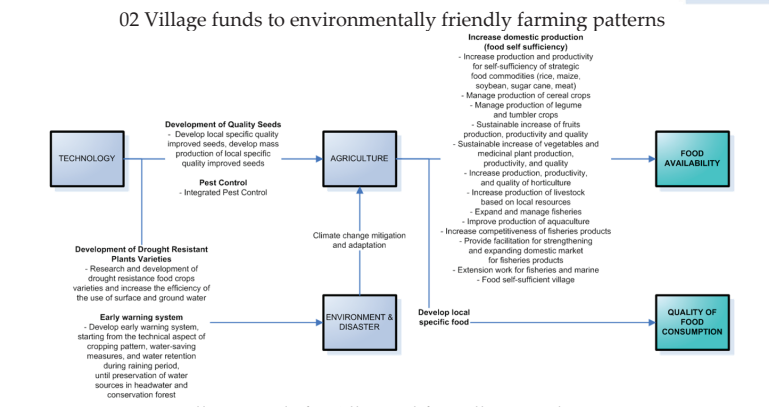 02 Village funds to environmentally friendly farming patterns
Increase domestic production
(food self sufficiency)
- Increase production and productivity
for self-sufficiency of strategic
food commodities (rice, maize,
soybean, sugar cane, meat)
- Manage production of cereal crops
- Manage production of legume
and tumbler crops
- Sustainable increase of fruits
production, productivity and quality
- Sustainable increase of vegetables and
medicinal plant production,
productivity, and quality
- Increase production, productivity,
and quality of horticulture
- Increase production of livestock
based on local resources
- Expand and manage fisheries
- Improve production of aquaculture
- Increase competitiveness of fisheries products
- Provide facilitation for strengthening
and expanding domestic market
for fisheries products
- Extension work for fisheries and marine
- Food self-sufficient village
Development of Quality Seeds
- Develop local specific quality
improved seeds, develop mass
production of local specific
quality improved seeds
Pest Control
- Integrated Pest Control
TECHNOLOGY
AGRICULTURE
FOOD
AVAILABILITY
Climate change mitigation
and adaptation
Development of Drought Resistant
Plants Varieties
- Research and development of
drought resistance food crops
varieties and increase the efficiency of
the use of surface and ground water
Early warning system
- Develop early warning system,
starting from the technical aspect of
cropping pattern, water-saving
measures, and water retention
during raining period,
until preservation of water
sources in headwater and
conservation forest
ENVIRONMENT &
DISASTER
Develop local
specific food
QUALITY OF
FOOD
CONSUMPTION